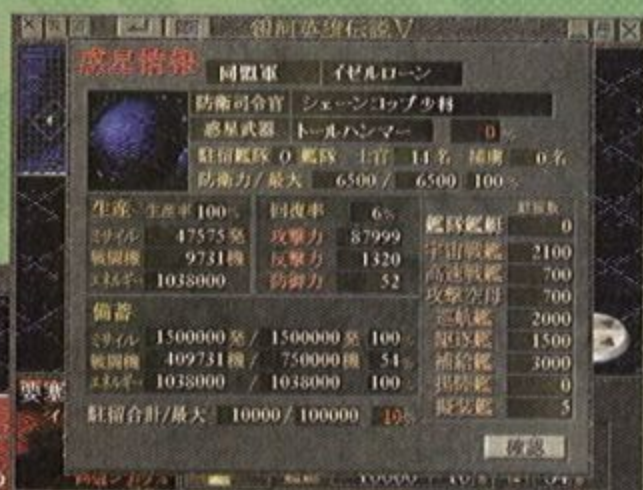 銀河英雄伝説V
惑星情報 同盟軍 イゼルローン
防衛司令官 シェーンコップ少将
惑星武器 トールハンマー 0%
駐留艦隊 0 艦隊 士官 14名 捕虜 0名
防衛力/最大 6500 / 6500 100%
生産 生産率 100%
ミサイル 47575発
戦闘機 9731機
エネルギー 1038000
回復率 6%
攻撃力 87999
反撃力 1320
防御力 52
備蓄
ミサイル 1500000発 / 1500000発 100%
戦闘機 409731機 / 750000機 54%
エネルギー 1038000 / 1038000 100%
駐留合計/最大 10000 / 100000 10%
艦隊艦艇 0
宇宙戦艦 2100
高速戦艦 700
攻撃空母 700
巡航艦 2000
駆逐艦 1500
補給艦 3000
揚陸艦 0
擬装艦 5
確認
要塞